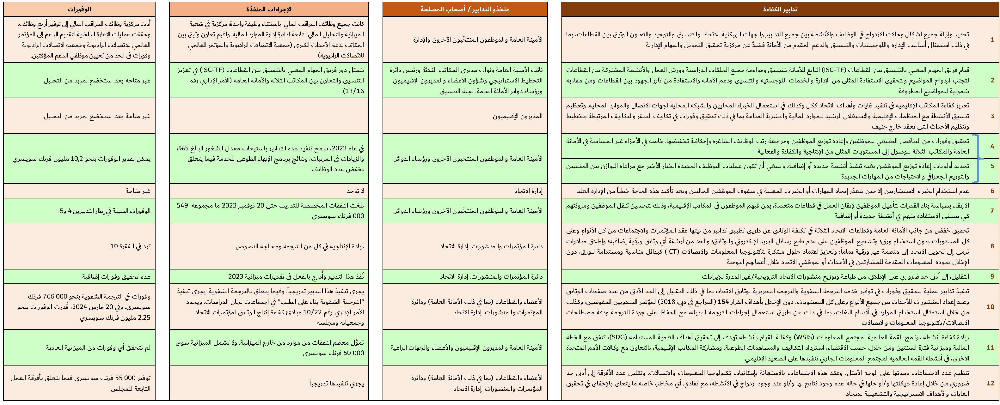 تدابير الكفاءة
متخذو التدابير / أصحاب المصلحة
الإجراءات المنفذة
الوفورات
1
تحديد وإزالة جميع أشكال وحالات الازدواج في الوظائف والأنشطة بين جميع التدابير والجهات الهيكلية للاتحاد. والتنسيق والتوحيد والتعاون الوثيق بين القطاعات، بما
في ذلك استمثال أساليب الإدارة واللوجستيات والتنسيق والدعم المقدم من الأمانة فضلاً عن مركزية تحقيق التمويل والمهام الإدارية
الأمينة العامة والموظفون المنتخَبون الآخرون والإدارة
كانت جميع وظائف المراقب المالي، باستثناء وظيفة واحدة، مركزية في شعبة
الميزانية والتحليل المالي التابعة لدائرة إدارة الموارد المالية. وأقيم تعاون وثيق بين
المكاتب لدعم الأحداث الكبرى (جمعية الاتصالات الراديوية والمؤتمر العالمي
للاتصالات الراديوية)
أدت مركزية وظائف المراقب المالي إلى توفير أربع وظائف.
وحققت عمليات الإعارة الداخلية لتقديم الدعم إلى المؤتمر
العالمي للاتصالات الراديوية وجمعية الاتصالات الراديوية
وفورات في الحد من تعيين موظفي الدعم المؤقتين.
2
قيام فريق المهام المعني بالتنسيق بين القطاعات (ISC-TF) التابع للأمانة بتنسيق ومواءمة جميع الحلقات الدراسية وورش العمل والأنشطة المشتركة بين القطاعات
لتجنب ازدواج المواضيع ولتحقيق الاستفادة المثلى من الإدارة والخدمات اللوجستية والتنسيق ودعم الأمانة والاستفادة من تآزر الجهود بين القطاعات ومن مقاربة
شمولية للمواضيع المطروقة
نائب الأمينة العامة ونواب مديري المكاتب الثلاثة ورئيس دائرة
التخطيط الاستراتيجي وشؤون الأعضاء والمديرون الإقليميون
ورؤساء دوائر الأمانة العامة. لجنة التنسيق
يتمثل دور فريق المهام المعني بالتنسيق بين القطاعات (ISC-TF) في تعزيز
التنسيق والتعاون بين المكاتب الثلاثة والأمانة العامة (الأمر الإداري رقم
13/16)
غير متاحة بعد. ستخضع لمزيد من التحليل
3
تعزيز كفاءة المكاتب الإقليمية في تنفيذ غايات وأهداف الاتحاد ككل وكذلك في استعمال الخبراء المحليين والشبكة المحلية لجهات الاتصال والموارد المحلية. وتعظيم
تنسيق الأنشطة مع المنظمات الإقليمية والاستغلال الرشيد للموارد المالية والبشرية المتاحة بما في ذلك تحقيق وفورات في تكاليف السفر والتكاليف المرتبطة بتخطيط
وتنظيم الأحداث التي تعقد خارج جنيف
المديرون الإقليميون
غير متاحة بعد. ستخضع لمزيد من التحليل
4
تحقيق وفورات من التناقص الطبيعي للموظفين وإعادة توزيع الموظفين ومراجعة رتب الوظائف الشاغرة وإمكانية تخفيضها، خاصة في الأجزاء غير الحساسة في الأمانة
العامة والمكاتب الثلاثة للوصول إلى المستويات المثلى من الإنتاجية والكفاءة والفعالية
الأمينة العامة والموظفون المنتخَبون الآخرون ورؤساء الدوائر
في عام 2023، سمح تنفيذ هذه التدابير باستيعاب معدل الشغور البالغ 5%،
والزيادات في المرتبات، ونتائج برنامج الإنهاء الطوعي للخدمة فيما يتعلق
بخفض عدد الوظائف
يمكن تقدير الوفورات بنحو 10,2 مليون فرنك سويسري
5
تحديد أولويات إعادة توزيع الموظفين بغية تنفيذ أنشطة جديدة أو إضافية. وينبغي أن تكون عمليات التوظيف الجديدة الخيار الأخير مع مراعاة التوازن بين الجنسين
والتوزيع الجغرافي والاحتياجات من المهارات الجديدة
6
عدم استخدام الخبراء الاستشاريين إلا حين يتعذر إيجاد المهارات أو الخبرات المعنية في صفوف الموظفين الحاليين وبعد تأكيد هذه الحاجة خطياً من الإدارة العليا
إدارة الاتحاد
لا توجد
غير متاحة
7
الارتقاء بسياسة بناء القدرات لتأهيل الموظفين لإتقان العمل في قطاعات متعددة، بمن فيهم الموظفون في المكاتب الإقليمية، وذلك لتحسين تنقل الموظفين ومرونتهم
كي يتسنى الاستفادة منهم في أنشطة جديدة أو إضافية
الأمينة العامة والموظفون المنتخَبون الآخرون ورؤساء الدوائر.
بلغت النفقات المخصصة للتدريب حتى 20 نوفمبر 2023 ما مجموعه 549
000 فرنك سويسري
الوفورات المبينة في إطار التدبيرين 4 و5
8
تحقيق خفض من جانب الأمانة العامة وقطاعات الاتحاد الثلاثة في تكلفة الوثائق عن طريق تطبيق تدابير من بينها عقد المؤتمرات والاجتماعات من كل الأنواع وعلى
كل المستويات بدون استخدام ورق؛ وتشجيع الموظفين على عدم طبع رسائل البريد الإلكتروني والوثائق؛ والحد من أرشفة أي وثائق ورقية إضافية؛ وإطلاق مبادرات
ترمي إلى تحويل الاتحاد إلى منظمة غير ورقية تماماً؛ وتعزيز اعتماد حلول مبتكرة لتكنولوجيا المعلومات والاتصالات (ICT) كبدائل مناسبة ومستدامة للورق، دون
الإخلال بجودة المعلومات المقدمة للمشاركين في الأحداث أو لموظفي الاتحاد خلال أعمالهم اليومية
دائرة المؤتمرات والمنشورات. إدارة الاتحاد
زيادة الإنتاجية في كل من الترجمة ومعالجة النصوص
ترد في الفقرة 10
9
التقليل، إلى أدنى حد ضروري على الإطلاق، من طباعة وتوزيع منشورات الاتحاد الترويجية/غير المدرة للإيرادات
دائرة المؤتمرات والمنشورات. إدارة الاتحاد
نُفذ هذا التدبير وأُدرج بالفعل في تقديرات ميزانية 2023
عدم تحقيق وفورات إضافية
10
تنفيذ تدابير عملية لتحقيق وفورات في توفير خدمة الترجمة الشفوية والترجمة التحريرية لوثائق الاتحاد، بما في ذلك التقليل إلى الحد الأدنى من عدد صفحات الوثائق
وعند إعداد المنشورات للأحداث من جميع الأنواع وعلى كل المستويات، دون الإخلال بأهداف القرار 154 (المراجَع في دبي، 2018) لمؤتمر المندوبين المفوضين، وكذلك
من خلال استمثال استخدام الموارد في أقسام اللغات، بما في ذلك عن طريق استعمال إجراءات الترجمة البديلة، مع الحفاظ على جودة الترجمة ودقة مصطلحات
الاتصالات/تكنولوجيا المعلومات والاتصالات
الأعضاء والقطاعات (بما في ذلك الأمانة العامة) ودائرة
المؤتمرات والمنشورات. إدارة الاتحاد
يجري تنفيذ هذا التدبير تدريجياً. وفيما يتعلق بالترجمة الشفوية، يجري تنفيذ
"الترجمة الشفوية بناء على الطلب" في اجتماعات لجان الدراسات. ويحدد
الأمر الإداري رقم 10/22 مبادئ كفاءة إنتاج الوثائق لمؤتمرات الاتحاد
وجمعياته ومجلسه
وفورات في الترجمة الشفوية بنحو 000 766 فرنك
سويسري. وفي 20 مارس 2024، قُدرت الوفورات بنحو
2,25 مليون فرنك سويسري.
11
زيادة كفاءة أنشطة برنامج القمة العالمية لمجتمع المعلومات (WSIS) وكفالة القيام بأنشطة تهدف إلى تحقيق أهداف التنمية المستدامة (SDG)، تتفق مع الخطة
المالية وميزانية فترة السنتين ومن خلال، حسب الاقتضاء، استرداد التكاليف والمساهمات الطوعية. ومشاركة المكاتب الإقليمية، بالتعاون مع وكالات الأمم المتحدة
الأخرى، في أنشطة القمة العالمية لمجتمع المعلومات الجاري تنفيذها على الصعيد الإقليمي
الأمينة العامة والمديرون الإقليميون والأعضاء والجهات الراعية
تموَّل معظم النفقات من موارد من خارج الميزانية. ولا تشمل الميزانية سوى
000 50 فرنك سويسري
لم تتحقق أي وفورات من الميزانية العادية
12
تنظيم عدد الاجتماعات ومدتها على الوجه الأمثل، وعقد هذه الاجتماعات بالاستعانة بإمكانيات تكنولوجيا المعلومات والاتصالات. وتقليل عدد الأفرقة إلى أدنى حد
ضروري من خلال إعادة هيكلتها و/أو حلها في حالة عدم وجود نتائج لها و/أو عند وجود ازدواج في الأنشطة، مع تفادي أي مخاطر، خاصة ما يتعلق بالإخفاق في تحقيق
الغايات والأهداف الاستراتيجية والتشغيلية للاتحاد
الأعضاء والقطاعات (بما في ذلك الأمانة العامة) ودائرة
المؤتمرات والمنشورات. إدارة الاتحاد
يجري تنفيذها تدريجياً
توفير 000 55 فرنك سويسري فيما يتعلق بأفرقة العمل
التابعة للمجلس